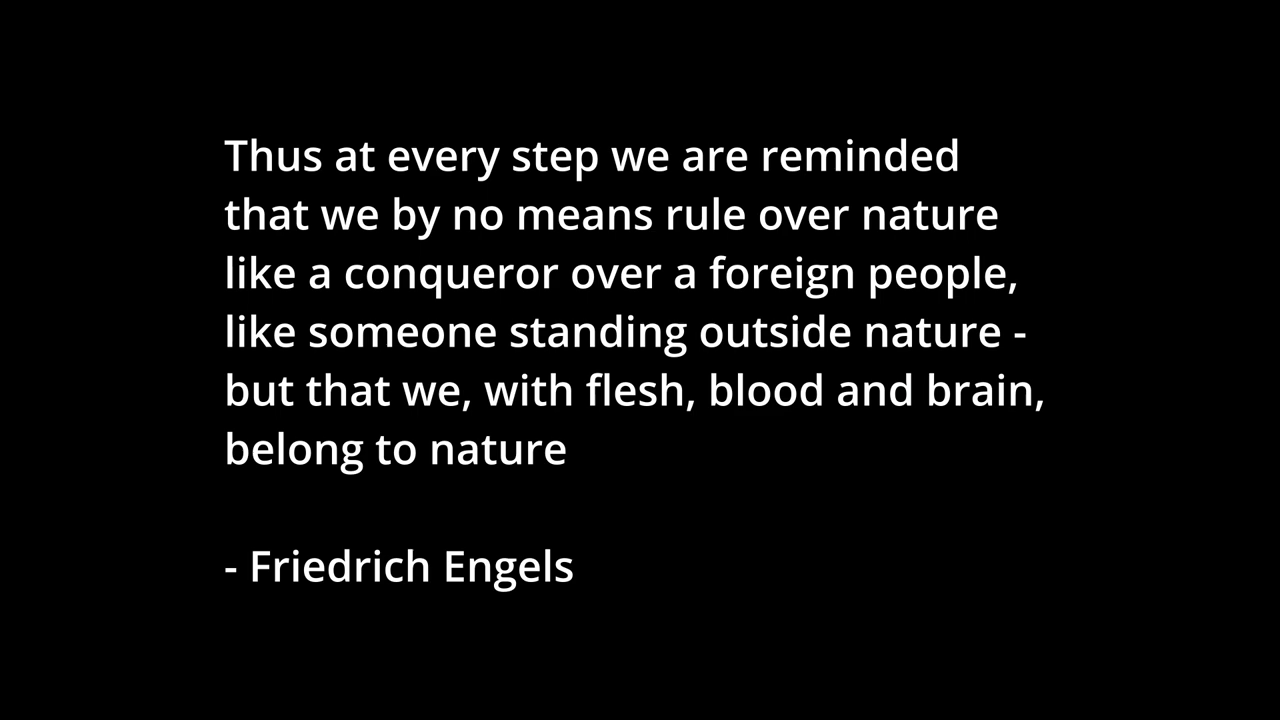 Thus at every step we are reminded
that we by no means rule over nature
like a conqueror over a foreign people,
like someone standing outside nature -
but that we, with flesh, blood and brain,
belong to nature
- Friedrich Engels